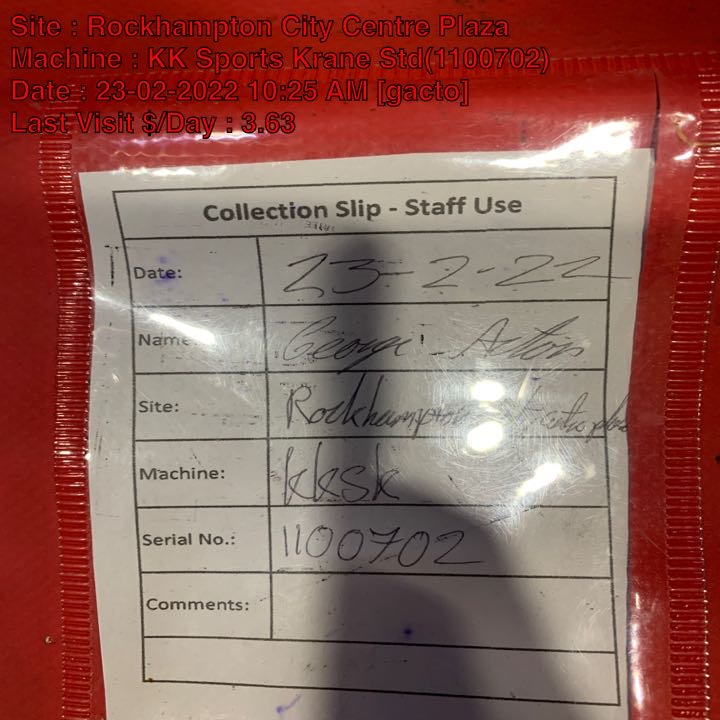 Site : Rockhampton City Centre Plaza
Machine : KK Sports Krane Std(1100702)
Date : 23-02-2022 10:25 AM [gacto]
Last Visit $/Day : 3.63
Collection Slip - Staff Use
Date: 23-2-22
Name George Acton
Site: Rockhampton
Machine: KKSK
Serial No.: 1100702
Comments: